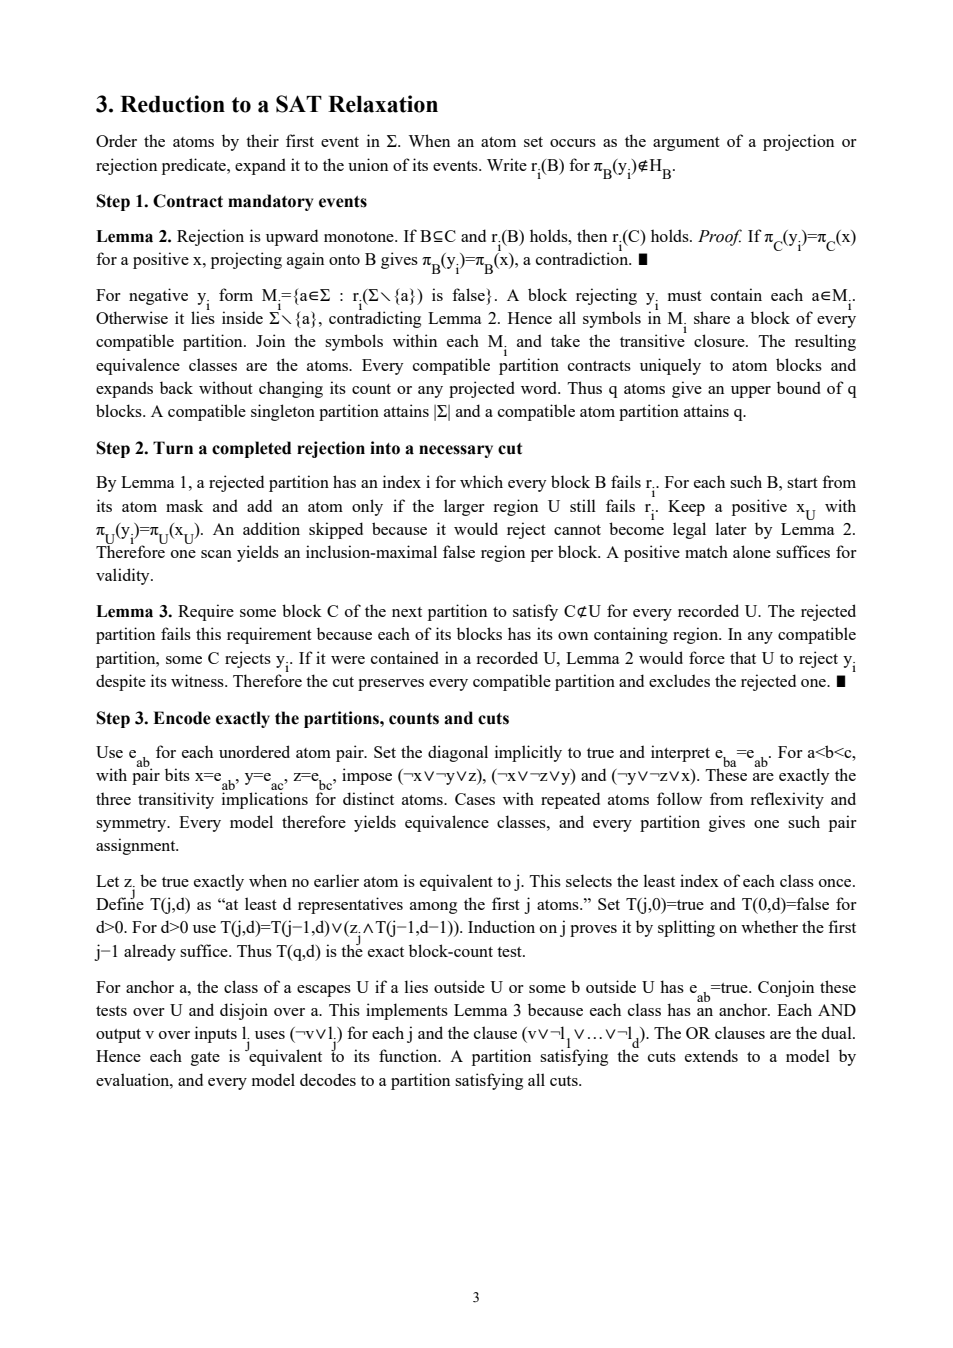 3. Reduction to a SAT Relaxation
Order the atoms by their first event in Σ. When an atom set occurs as the argument of a projection or
rejection predicate, expand it to the union of its events. Write r_i(B) for π_B(y_i)∉H_B.
Step 1. Contract mandatory events
Lemma 2. Rejection is upward monotone. If B⊆C and r_i(B) holds, then r_i(C) holds. Proof. If π_C(y_i)=π_C(x)
for a positive x, projecting again onto B gives π_B(y_i)=π_B(x), a contradiction. ∎
For negative y_i form M_i={a∈Σ : r_i(Σ∖{a}) is false}. A block rejecting y_i must contain each a∈M_i.
Otherwise it lies inside Σ∖{a}, contradicting Lemma 2. Hence all symbols in M_i share a block of every
compatible partition. Join the symbols within each M_i and take the transitive closure. The resulting
equivalence classes are the atoms. Every compatible partition contracts uniquely to atom blocks and
expands back without changing its count or any projected word. Thus q atoms give an upper bound of q
blocks. A compatible singleton partition attains |Σ| and a compatible atom partition attains q.
Step 2. Turn a completed rejection into a necessary cut
By Lemma 1, a rejected partition has an index i for which every block B fails r_i. For each such B, start from
its atom mask and add an atom only if the larger region U still fails r_i. Keep a positive x_U with
π_U(y_i)=π_U(x_U). An addition skipped because it would reject cannot become legal later by Lemma 2.
Therefore one scan yields an inclusion-maximal false region per block. A positive match alone suffices for
validity.
Lemma 3. Require some block C of the next partition to satisfy C⊄U for every recorded U. The rejected
partition fails this requirement because each of its blocks has its own containing region. In any compatible
partition, some C rejects y_i. If it were contained in a recorded U, Lemma 2 would force that U to reject y_i
despite its witness. Therefore the cut preserves every compatible partition and excludes the rejected one. ∎
Step 3. Encode exactly the partitions, counts and cuts
Use e_ab for each unordered atom pair. Set the diagonal implicitly to true and interpret e_ba=e_ab. For a<b<c,
with pair bits x=e_ab, y=e_ac, z=e_bc, impose (¬x∨¬y∨z), (¬x∨¬z∨y) and (¬y∨¬z∨x). These are exactly the
three transitivity implications for distinct atoms. Cases with repeated atoms follow from reflexivity and
symmetry. Every model therefore yields equivalence classes, and every partition gives one such pair
assignment.
Let z_j be true exactly when no earlier atom is equivalent to j. This selects the least index of each class once.
Define T(j,d) as “at least d representatives among the first j atoms.” Set T(j,0)=true and T(0,d)=false for
d>0. For d>0 use T(j,d)=T(j−1,d)∨(z_j∧T(j−1,d−1)). Induction on j proves it by splitting on whether the first
j−1 already suffice. Thus T(q,d) is the exact block-count test.
For anchor a, the class of a escapes U if a lies outside U or some b outside U has e_ab=true. Conjoin these
tests over U and disjoin over a. This implements Lemma 3 because each class has an anchor. Each AND
output v over inputs l_j uses (¬v∨l_j) for each j and the clause (v∨¬l_1∨…∨¬l_d). The OR clauses are the dual.
Hence each gate is equivalent to its function. A partition satisfying the cuts extends to a model by
evaluation, and every model decodes to a partition satisfying all cuts.
3